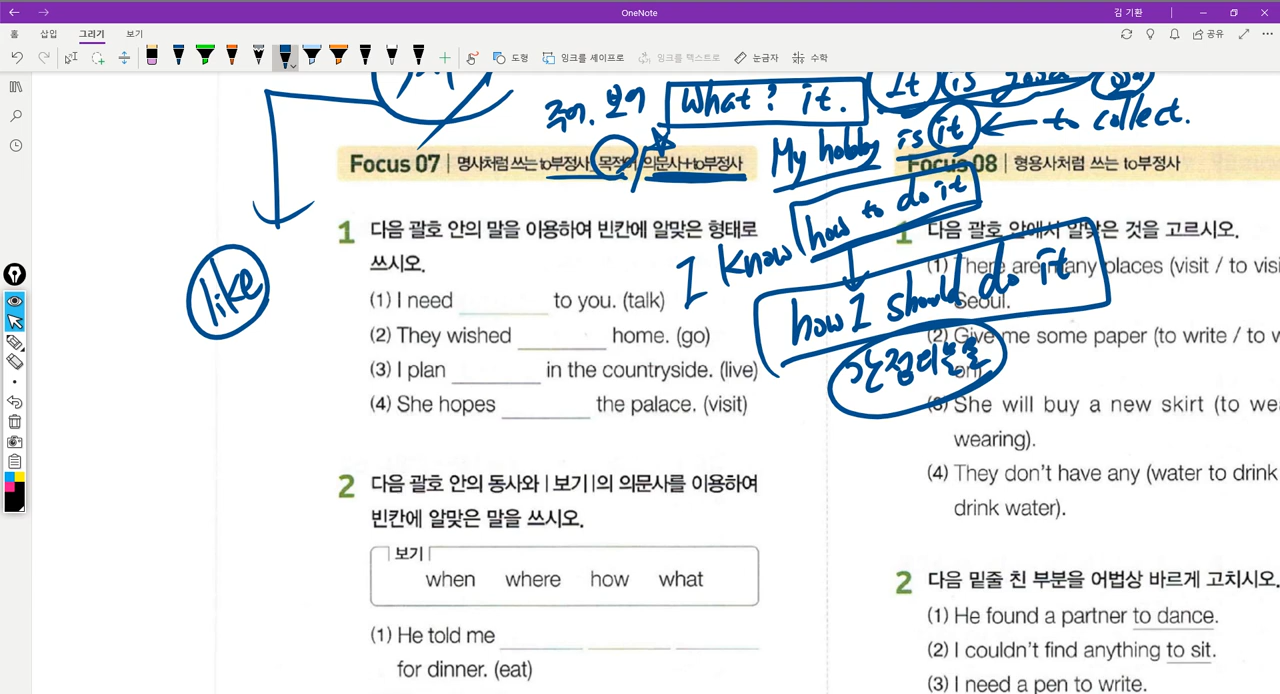 OneNote
김 기환
홈 삽입 그리기 보기
공유
도형 잉크를 셰이프로 잉크를 텍스트로 눈금자 수학
주어. 보어 What? it. It is good
My hobby is it ← to collect.
Focus 07 명사처럼 쓰는 to부정사_목적어/의문사+to부정사
1 다음 괄호 안의 말을 이용하여 빈칸에 알맞은 형태로
쓰시오.
(1) I need to you. (talk)
(2) They wished home. (go)
(3) I plan in the countryside. (live)
(4) She hopes the palace. (visit)
like
I know how to do it
how I should do it
간접의문문
2 다음 괄호 안의 동사와 |보기|의 의문사를 이용하여
빈칸에 알맞은 말을 쓰시오.
보기
when where how what
(1) He told me
for dinner. (eat)
Focus 08 형용사처럼 쓰는 to부정사
1 다음 괄호 안에서 알맞은 것을 고르시오.
(1) There are many places (visit / to visi
Seoul.
(2) Give me some paper (to write / to w
on).
(3) She will buy a new skirt (to we
wearing).
(4) They don't have any (water to drink
drink water).
2 다음 밑줄 친 부분을 어법상 바르게 고치시오.
(1) He found a partner to dance.
(2) I couldn't find anything to sit.
(3) I need a pen to write.